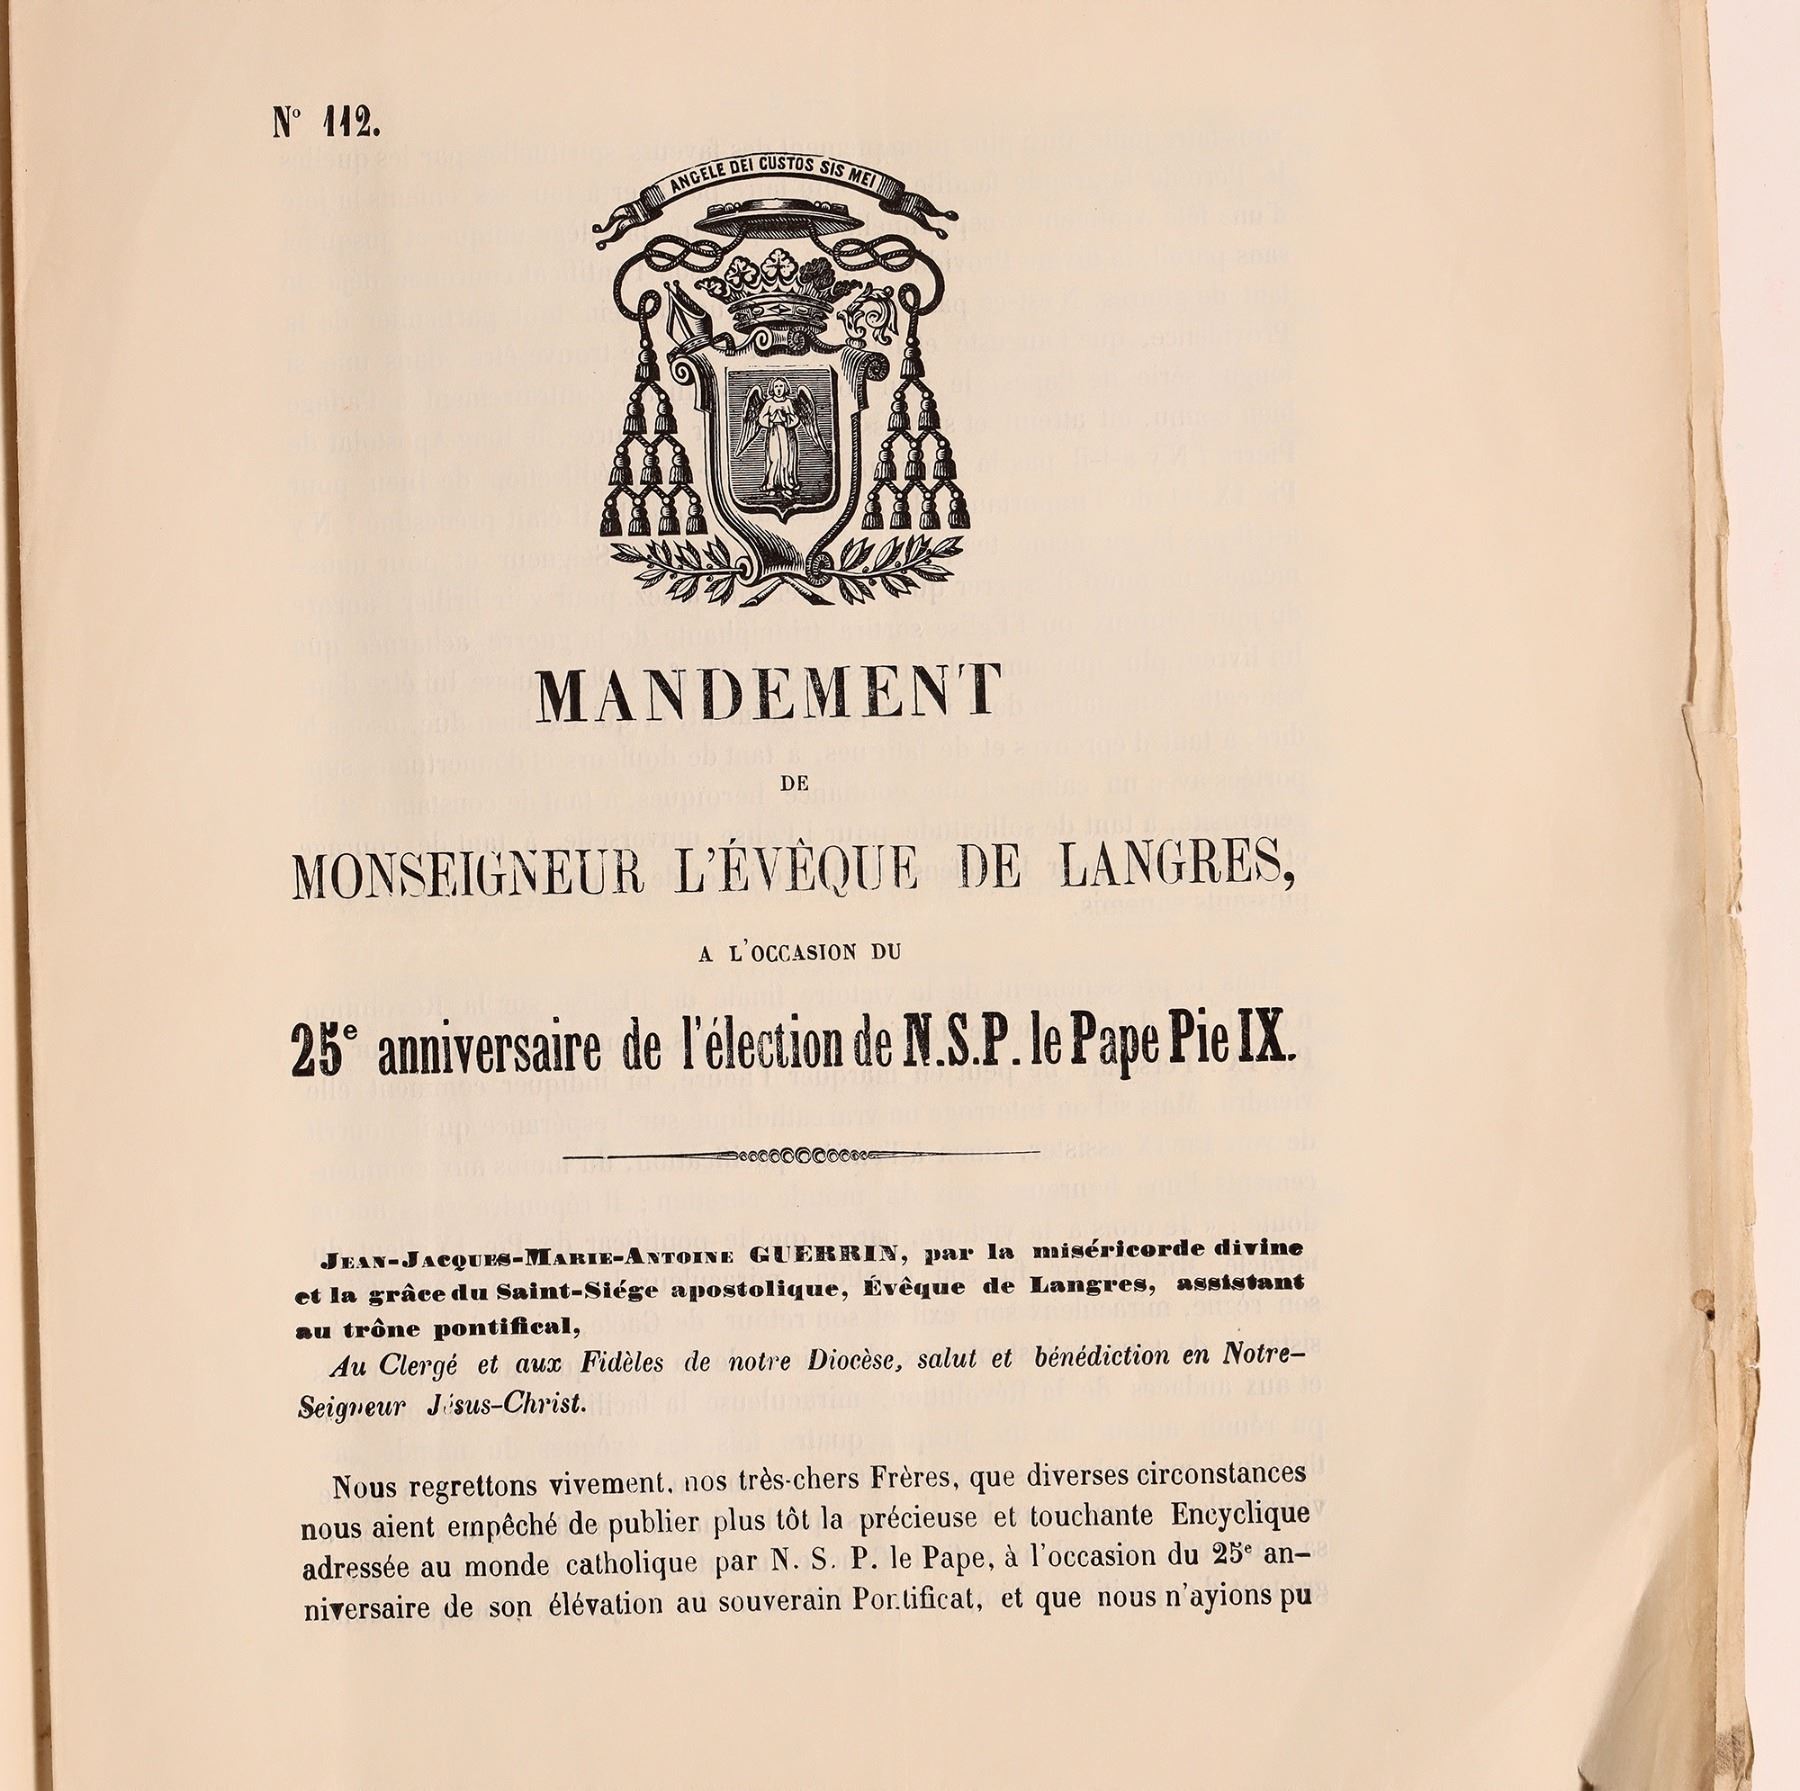 N° 112.
ANGELE DEI CUSTOS SIS MEI
MANDEMENT
DE
MONSEIGNEUR L'ÉVÊQUE DE LANGRES,
A L'OCCASION DU
25e anniversaire de l'élection de N.S.P. le Pape Pie IX.
JEAN-JACQUES-MARIE-ANTOINE GUERRIN, par la miséricorde divine
et la grâce du Saint-Siége apostolique, Évêque de Langres, assistant
au trône pontifical,
Au Clergé et aux Fidèles de notre Diocèse, salut et bénédiction en Notre-
Seigneur Jésus-Christ.
Nous regrettons vivement, nos très-chers Frères, que diverses circonstances
nous aient empêché de publier plus tôt la précieuse et touchante Encyclique
adressée au monde catholique par N. S. P. le Pape, à l'occasion du 25e an-
niversaire de son élévation au souverain Pontificat, et que nous n'ayions pu